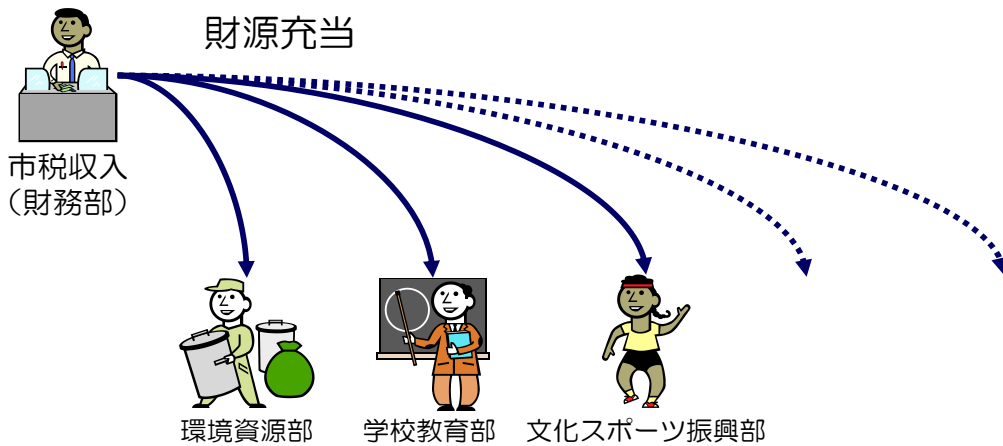 財源充当
市税収入
（財務部）
環境資源部
学校教育部
文化スポーツ振興部